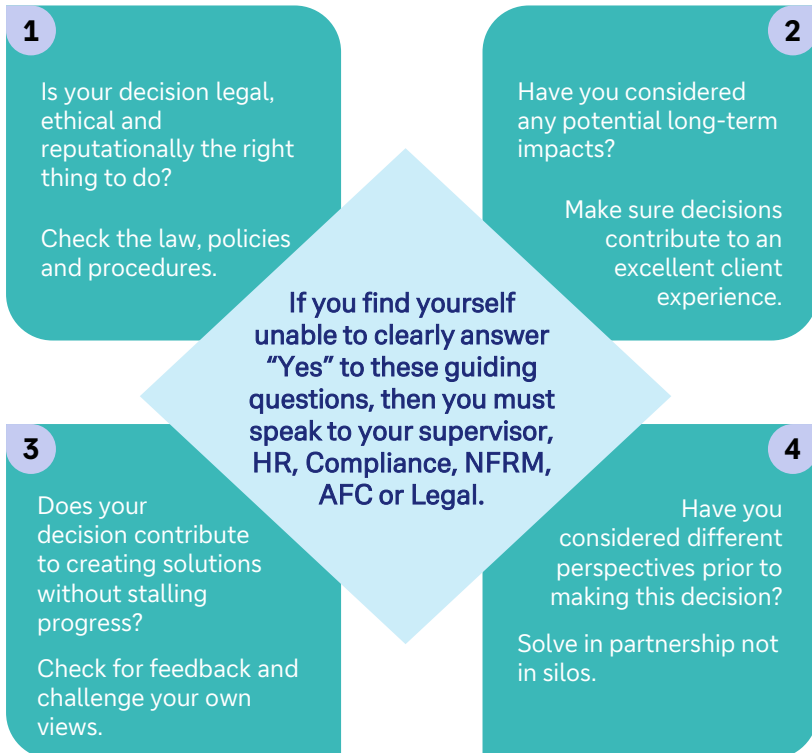 1
Is your decision legal,
ethical and
reputationally the right
thing to do?
Check the law, policies
and procedures.
2
Have you considered
any potential long-term
impacts?
Make sure decisions
contribute to an
excellent client
experience.
If you find yourself
unable to clearly answer
“Yes” to these guiding
questions, then you must
speak to your supervisor,
HR, Compliance, NFRM,
AFC or Legal.
3
Does your
decision contribute
to creating solutions
without stalling
progress?
Check for feedback and
challenge your own
views.
4
Have you
considered different
perspectives prior to
making this decision?
Solve in partnership not
in silos.